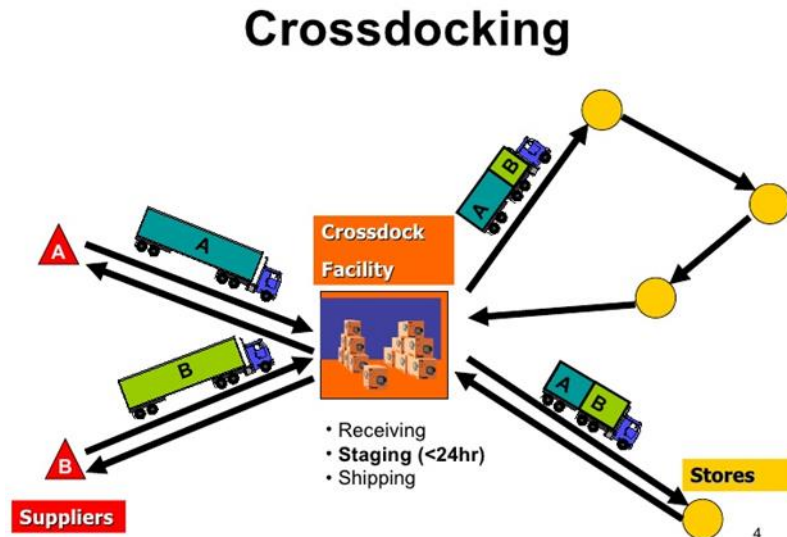 Crossdocking
A
A
B
B
A
B
Crossdock
Facility
• Receiving
• Staging (<24hr)
• Shipping
A
B
Stores
Suppliers
4